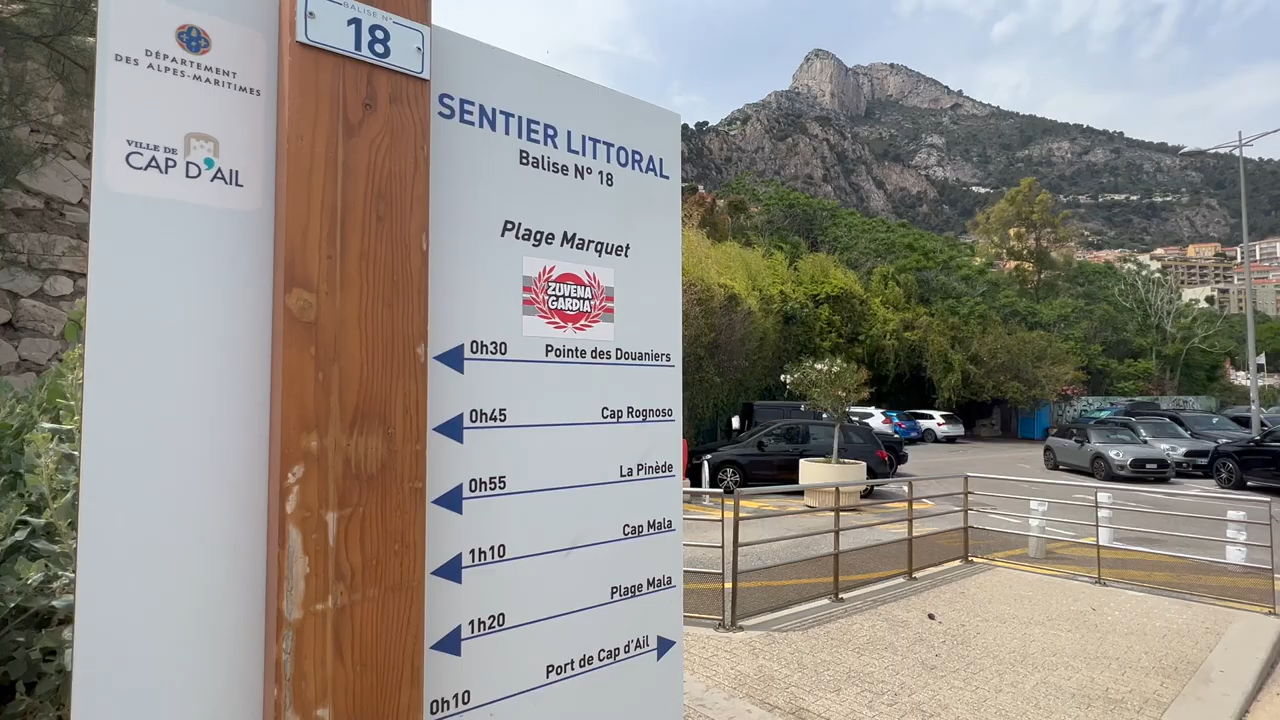 DÉPARTEMENT
DES ALPES-MARITIMES
VILLE DE
CAP D'AIL
BALISE N°
18
SENTIER LITTORAL
Balise N° 18
Plage Marquet
ZUVENA
GARDIA
0h30 Pointe des Douaniers
0h45 Cap Rognoso
0h55 La Pinède
1h10 Cap Mala
1h20 Plage Mala
0h10 Port de Cap d'Ail